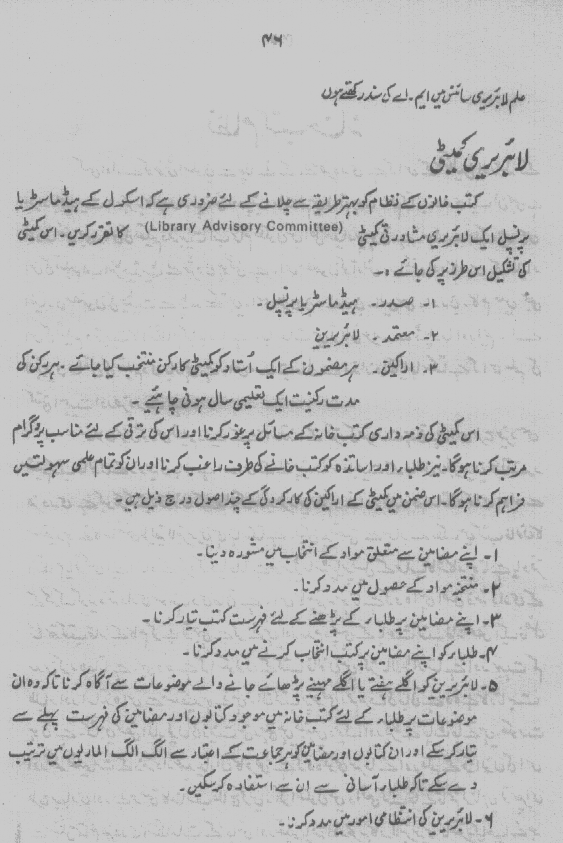 ۴۶
علم لائبریری سائنس میں ایم۔ اے کی سند رکھتے ہوں
لائبریری کمیٹی
کتب خانوں کے نظام کو بہتر طریقہ سے چلانے کے لئے ضروری ہے کہ اسکول کے ہیڈ ماسٹر یا
پرنسپل ایک لائبریری مشاورتی کمیٹی (Library Advisory Committee) کا تقرر کریں۔ اس کمیٹی
کی تشکیل اس طرز پر کی جائے :۔
۱۔ صدر۔ ہیڈ ماسٹر یا پرنسپل۔
۲۔ معتمد۔ لائبریرین
۳۔ اراکین۔ ہر مضمون کے ایک اُستاد کو کمیٹی کا رکن منتخب کیا جائے۔ ہر رکن کی
مدت رکنیت ایک تعلیمی سال ہونی چاہئیے۔
اس کمیٹی کی ذمہ داری کتب خانہ کے مسائل پر غور کرنا اور اس کی ترقی کے لئے مناسب پروگرام
مرتب کرنا ہوگا۔ نیز طلباء اور اساتذہ کو کتب خانے کی طرف راغب کرنا اور ان کو تمام علمی سہولتیں
فراہم کرنا ہوگا۔ اس ضمن میں کمیٹی کے اراکین کی کارکردگی کے چند اصول درج ذیل ہیں۔
۱۔ اپنے مضامین سے متعلق مواد کے انتخاب میں مشورہ دینا۔
۲۔ منتخبہ مواد کے حصول میں مدد کرنا۔
۳۔ اپنے مضامین پر طلباء کے پڑھنے کے لئے فہرست کتب تیار کرنا۔
۴۔ طلباء کو اپنے مضامین پر کتب انتخاب کرنے میں مدد کرنا۔
۵۔ لائبریرین کو اگلے ہفتے یا اگلے مہینے پڑھائے جانے والے موضوعات سے آگاہ کرنا تاکہ وہ ان
موضوعات پر طلباء کے لئے کتب خانہ میں موجود کتابوں اور مضامین کی فہرست پہلے سے
تیار کر سکے اور ان کتابوں اور مضامین کو ہر جماعت کے اعتبار سے الگ الگ الماریوں میں ترتیب
دے سکے تاکہ طلباء آسانی سے ان سے استفادہ کر سکیں۔
۶۔ لائبریرین کی انتظامی امور میں مدد کرنا۔